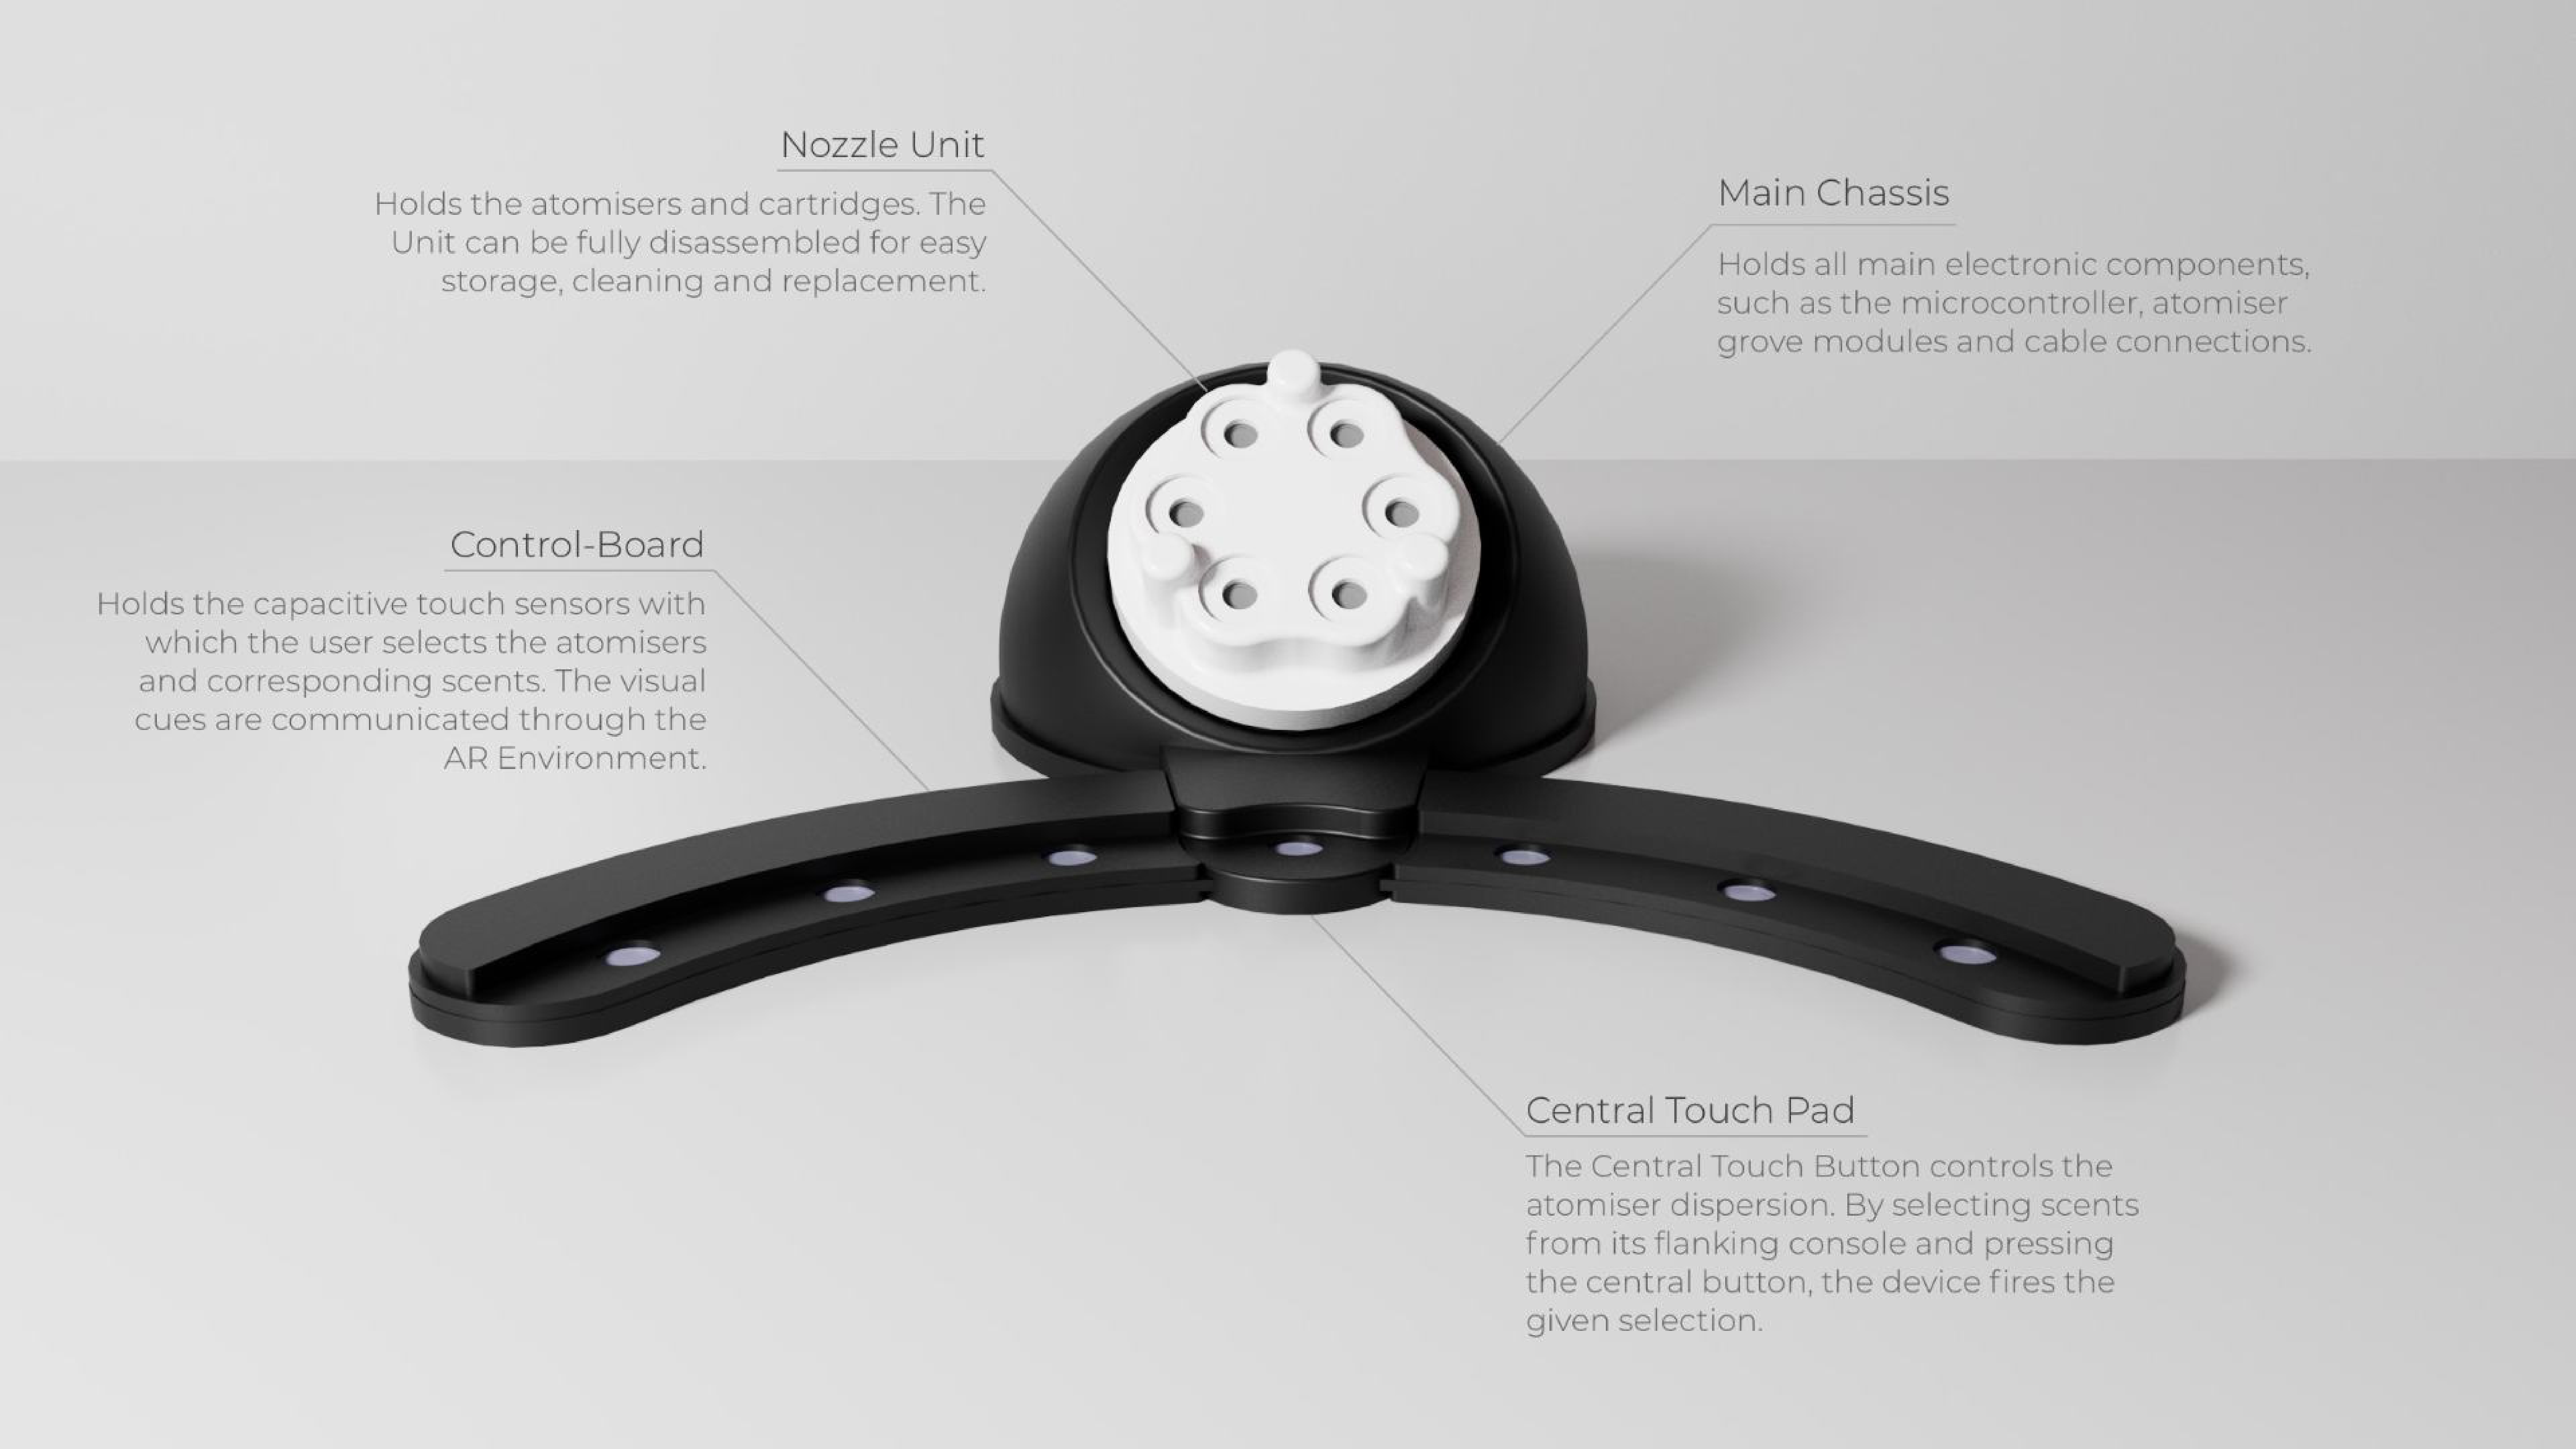 Nozzle Unit
Holds the atomisers and cartridges. The
Unit can be fully disassembled for easy
storage, cleaning and replacement.
Main Chassis
Holds all main electronic components,
such as the microcontroller, atomiser
grove modules and cable connections.
Control-Board
Holds the capacitive touch sensors with
which the user selects the atomisers
and corresponding scents. The visual
cues are communicated through the
AR Environment.
Central Touch Pad
The Central Touch Button controls the
atomiser dispersion. By selecting scents
from its flanking console and pressing
the central button, the device fires the
given selection.